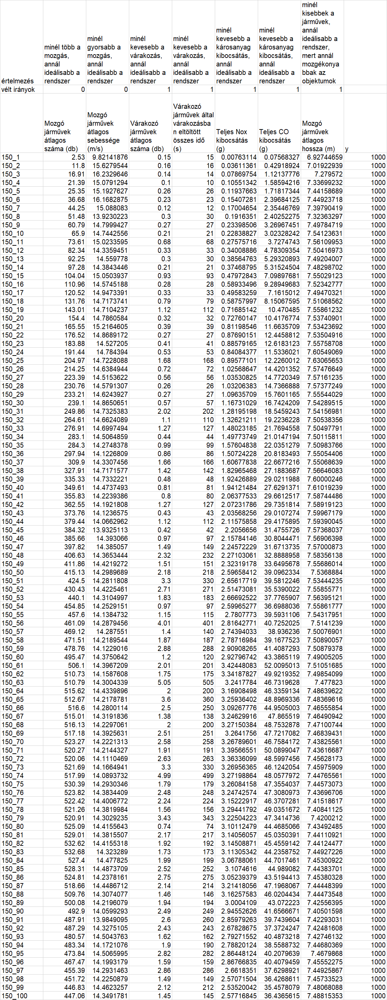 értelmezés minél több a mozgás, annál ideálisabb a rendszer minél gyorsabb a mozgás, annál ideálisabb a rendszer minél kevesebb a várakozás, annál ideálisabb a rendszer minél kevesebb a várakozás, annál ideálisabb a rendszer minél kevesebb a károsanyag kibocsátás, annál ideálisabb a rendszer minél kevesebb a károsanyag kibocsátás, annál ideálisabb a rendszer minél kisebbek a járművek, annál ideálisabb a rendszer, mert annál mozgékonyabbak az objektumok
vélt irányok 0 0 1 1 1 1 1
Mozgó járművek átlagos száma (db) Mozgó járművek átlagos sebessége (m/s) Várakozó járművek átlagos száma (db) Várakozó járművek által várakozásban eltöltött összes idő (s) Teljes Nox kibocsátás (g) Teljes CO kibocsátás (g) Mozgó járművek átlagos hossza (m) y
150_1 2.53 9.82141876 0.15 15 0.00763114 0.07568327 6.92744659 1000
150_2 11.8 15.6279544 0.16 16 0.03611361 0.42918924 7.01922939 1000
150_3 16.91 16.2329646 0.14 14 0.07869754 1.12137776 7.279572 1000
150_4 21.39 15.0791294 0.1 10 0.10551342 1.58594216 7.33699232 1000
150_5 25.35 15.1927627 0.26 26 0.11937663 1.71817344 7.44158689 1000
150_6 36.68 16.1682875 0.23 23 0.15407281 2.39684125 7.44923718 1000
150_7 44.25 15.088083 0.12 12 0.17004654 2.35446769 7.39790419 1000
150_8 51.48 13.9230223 0.3 30 0.1916351 2.40252275 7.32363297 1000
150_9 60.79 14.7999427 0.27 27 0.23398506 3.26967451 7.49784719 1000
150_10 65.9 14.7442556 0.21 21 0.22838827 3.02328242 7.54123631 1000
150_11 73.61 15.0233595 0.68 68 0.27575716 3.7274743 7.56109953 1000
150_12 82.34 14.3359451 0.33 33 0.34008886 4.78309354 7.50416973 1000
150_13 92.25 14.559778 0.3 30 0.38564763 5.29320893 7.49204007 1000
150_14 97.28 14.3843446 0.21 21 0.37468795 5.31524504 7.48298702 1000
150_15 104.04 15.0503937 0.93 93 0.47972843 7.09897681 7.55029123 1000
150_16 110.96 14.5745188 0.28 28 0.58933496 9.28949683 7.52342777 1000
150_17 120.52 14.9473391 0.33 33 0.49583259 7.1615012 7.49470321 1000
150_18 131.76 14.7173741 0.79 79 0.58757997 8.15067595 7.51068562 1000
150_19 143.01 14.7104237 1.12 112 0.71685142 10.470485 7.55861232 1000
150_20 154.4 14.7860584 0.32 32 0.72760147 10.4176774 7.53740901 1000
150_21 165.55 15.2164605 0.39 39 0.81198546 11.6635709 7.53423692 1000
150_22 176.52 14.8689172 0.27 27 0.87690151 12.4458812 7.53504916 1000
150_23 183.88 14.527205 0.41 41 0.88579165 12.6183123 7.55758708 1000
150_24 191.44 14.784394 0.53 53 0.84084377 11.5336021 7.60549069 1000
150_25 204.97 14.7228088 1.68 168 0.89577101 12.2260012 7.63065653 1000
150_26 214.25 14.6384944 0.72 72 1.02568647 14.4201352 7.57476649 1000
150_27 223.39 14.5153622 0.56 56 1.03530825 14.7720349 7.57161235 1000
150_28 230.76 14.5791307 0.26 26 1.03206383 14.7366888 7.57377249 1000
150_29 233.21 14.6243927 0.27 27 1.09635709 15.7601165 7.55544029 1000
150_30 239.1 14.8650651 0.57 57 1.16731029 16.7424209 7.54289515 1000
150_31 249.86 14.7325383 2.02 202 1.28195198 18.5459243 7.54156981 1000
150_32 264.61 14.6624089 1.1 110 1.32621211 19.2236228 7.50538356 1000
150_33 276.91 14.6997494 1.27 127 1.48023185 21.7694558 7.50497791 1000
150_34 283.1 14.5064859 0.44 44 1.49773749 21.0147194 7.50115811 1000
150_35 284.3 14.2748378 0.99 99 1.57604838 22.0351279 7.50983766 1000
150_36 297.94 14.1226809 0.86 86 1.50724228 20.8183493 7.55054406 1000
150_37 309.9 14.3307456 1.66 166 1.60677838 22.6677216 7.55068639 1000
150_38 327.91 14.7171577 1.42 142 1.82965468 27.1883687 7.56646083 1000
150_39 335.33 14.7332221 0.48 48 1.92426889 29.0211988 7.60000246 1000
150_40 349.61 14.4737493 0.81 81 1.94121484 27.6291371 7.61019239 1000
150_41 355.83 14.2239386 0.8 80 2.06377533 29.6612517 7.58744486 1000
150_42 362.55 14.1921808 1.27 127 2.07231786 29.7351814 7.58919123 1000
150_43 373.76 14.1236575 0.43 43 2.03568256 29.0107274 7.59967179 1000
150_44 379.44 14.0662962 1.12 112 2.11575858 29.4175895 7.59390045 1000
150_45 384.32 13.9325113 0.42 42 2.2056656 31.4755726 7.57368037 1000
150_46 385.66 14.393066 0.97 97 2.15784146 30.8044471 7.56906398 1000
150_47 397.82 14.385057 1.49 149 2.24572229 31.6713735 7.57000873 1000
150_48 406.63 14.3653444 2.32 232 2.27103061 32.8888958 7.58356138 1000
150_49 411.86 14.4219272 1.51 151 2.32319178 33.6495678 7.55686014 1000
150_50 415.13 14.2989689 2.18 218 2.59658412 39.0962334 7.5368884 1000
150_51 424.5 14.2811808 3.3 330 2.65617719 39.5812246 7.53444235 1000
150_52 430.43 14.4225461 2.71 271 2.51473081 35.5390022 7.55855771 1000
150_53 440.1 14.3104997 1.83 183 2.66692522 37.7765907 7.56395121 1000
150_54 454.85 14.2529151 0.97 97 2.59965277 36.6988036 7.55861777 1000
150_55 457.6 14.1384732 1.15 115 2.7807773 39.5931106 7.54317951 1000
150_56 461.09 14.2879456 4.01 401 2.81642771 40.7252025 7.5141239 1000
150_57 469.12 14.287551 1.4 140 2.74394033 38.936236 7.50076901 1000
150_58 471.51 14.2189544 1.87 187 2.78716984 39.1677523 7.50890057 1000
150_59 478.76 14.1229016 2.88 288 2.90908265 41.4087293 7.50879378 1000
150_60 495.47 14.3750642 1.2 120 2.92796742 43.3865119 7.49005205 1000
150_61 506.1 14.3967209 2.01 201 3.42448083 52.0095013 7.51051685 1000
150_62 510.73 14.1587608 1.75 175 3.34187827 49.9219352 7.49854099 1000
150_63 510.79 14.3004339 5.05 505 3.2417784 46.7319628 7.477823 1000
150_64 515.62 14.4339896 2 200 3.16908498 46.3359134 7.48639622 1000
150_65 512.67 14.2178781 3.6 360 3.25936402 48.8969336 7.48369616 1000
150_66 516.6 14.2800114 2.5 250 3.09267776 44.9505003 7.46555854 1000
150_67 515.01 14.3191836 1.38 138 3.24629916 47.865519 7.46490942 1000
150_68 516.13 14.2297061 2 200 3.27150384 48.7532878 7.47100744 1000
150_69 517.18 14.3925631 2.51 251 3.2641756 47.7217082 7.46839431 1000
150_70 523.27 14.2221313 2.58 258 3.26789601 46.7584172 7.43825561 1000
150_71 520.27 14.2144327 1.91 191 3.39566551 50.0899047 7.43616687 1000
150_72 520.06 14.1110469 2.63 263 3.36336099 48.5997456 7.45628173 1000
150_73 521.69 14.1664941 3.3 330 3.26956365 46.1242054 7.45975909 1000
150_74 517.99 14.0893732 4.99 499 3.27198864 48.0577972 7.44765561 1000
150_75 530.39 14.2930346 1.79 179 3.26084158 47.3554037 7.44573073 1000
150_76 523.82 14.3834409 2.48 248 3.24742574 47.3080973 7.43696706 1000
150_77 522.42 14.4006772 2.24 224 3.15222917 46.3707281 7.41518617 1000
150_78 521.26 14.3819984 1.56 156 3.29441792 49.0351672 7.40841125 1000
150_79 520.91 14.3029235 3.43 343 3.22504223 47.3414736 7.4200212 1000
150_80 525.09 14.4155643 0.74 74 3.10112479 44.4685066 7.43492485 1000
150_81 529.01 14.3815507 2.17 217 3.14056057 45.0350391 7.44110921 1000
150_82 532.62 14.4155318 1.92 192 3.14508871 45.4559142 7.44124477 1000
150_83 532.68 14.323289 1.73 173 3.11305342 44.2358752 7.44927226 1000
150_84 527.4 14.477825 1.99 199 3.06788061 44.7017461 7.45300922 1000
150_85 528.31 14.4873709 2.52 252 3.1074616 44.989082 7.44383701 1000
150_86 524.81 14.2378161 2.75 275 3.05239379 43.5194413 7.45380328 1000
150_87 518.66 14.4486712 2.14 214 3.21418056 47.1968067 7.44448399 1000
150_88 509.76 14.3074077 1.46 146 3.16257583 46.0204434 7.44473548 1000
150_89 500.08 14.2196079 1.94 194 3.0004109 43.072223 7.42556395 1000
150_90 492.9 14.0599293 2.49 249 2.94552626 41.6566671 7.40501598 1000
150_91 487.91 13.9849095 2.6 260 2.85979263 39.7439604 7.42293031 1000
150_92 487.29 14.3275105 2.43 243 2.67828675 37.3724247 7.42481608 1000
150_93 480.57 14.5043763 1.62 162 2.79271552 40.4873218 7.42746132 1000
150_94 483.34 14.1721076 1.9 190 2.78820124 38.5588732 7.44680369 1000
150_95 473.84 14.5065995 2.82 282 2.86448124 40.2079639 7.4679868 1000
150_96 467.47 14.1993179 1.59 159 2.86766835 40.4079459 7.45552275 1000
150_97 455.39 14.2931463 2.86 286 2.6618351 37.6298921 7.44925867 1000
150_98 451.72 14.2250879 1.49 149 2.57071504 36.4268611 7.45733523 1000
150_99 446.83 14.4623257 2.12 212 2.53520042 35.4578079 7.48068088 1000
150_100 447.06 14.3491781 1.45 145 2.57716845 36.4365615 7.48815353 1000